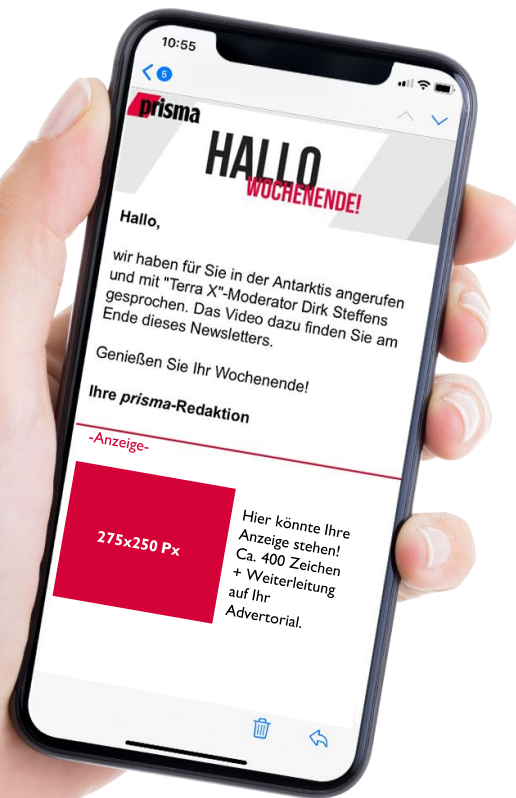 10:55
5
prisma
HALLO
WOCHENENDE!
Hallo,
wir haben für Sie in der Antarktis angerufen
und mit "Terra X"-Moderator Dirk Steffens
gesprochen. Das Video dazu finden Sie am
Ende dieses Newsletters.
Genießen Sie Ihr Wochenende!
Ihre prisma-Redaktion
-Anzeige-
275x250 Px
Hier könnte Ihre
Anzeige stehen!
Ca. 400 Zeichen
+ Weiterleitung
auf Ihr
Advertorial.